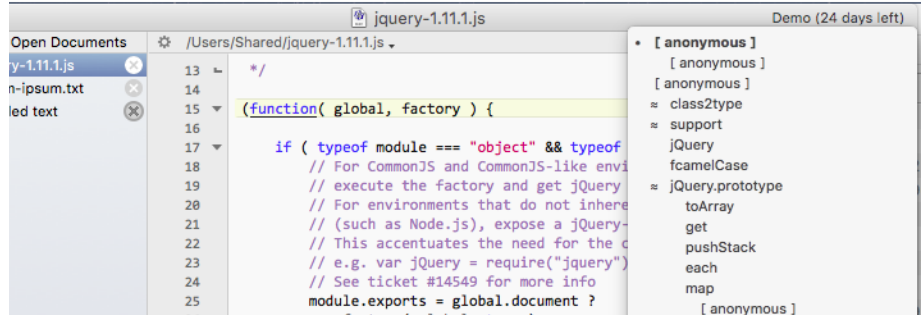 jquery-1.11.1.js
Demo (24 days left)
Open Documents
y-1.11.1.js
n-ipsum.txt
led text
/Users/Shared/jquery-1.11.1.js
13 */
14
15 (function( global, factory ) {
16
17 if ( typeof module === "object" && typeof
18 // For CommonJS and CommonJS-like envi
19 // execute the factory and get jQuery
20 // For environments that do not inhere
21 // (such as Node.js), expose a jQuery-
22 // This accentuates the need for the c
23 // e.g. var jQuery = require("jquery")
24 // See ticket #14549 for more info
25 module.exports = global.document ?
• [ anonymous ]
[ anonymous ]
[ anonymous ]
≈ class2type
≈ support
jQuery
fcamelCase
≈ jQuery.prototype
toArray
get
pushStack
each
map
[ anonymous ]